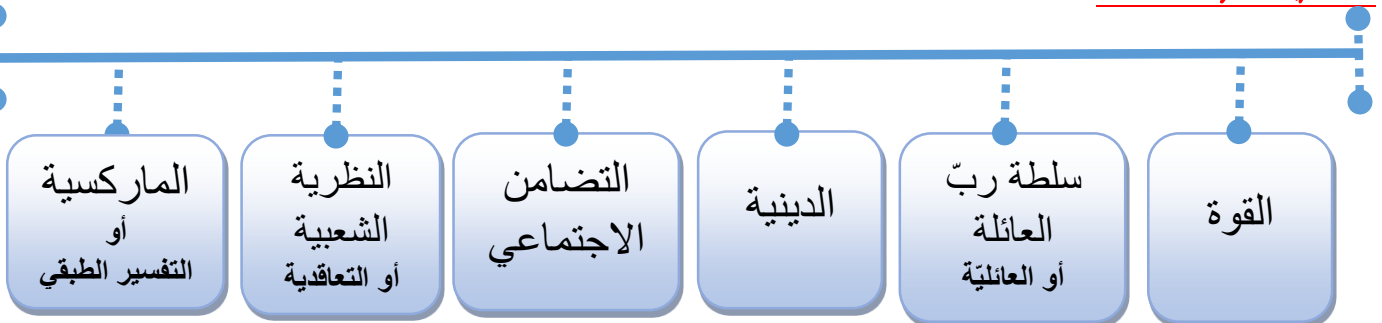 القوة
سلطة ربّ
العائلة
أو العائليّة
الدينية
التضامن
الاجتماعي
النظرية
الشعبية
أو التعاقدية
الماركسية
أو
التفسير الطبقي